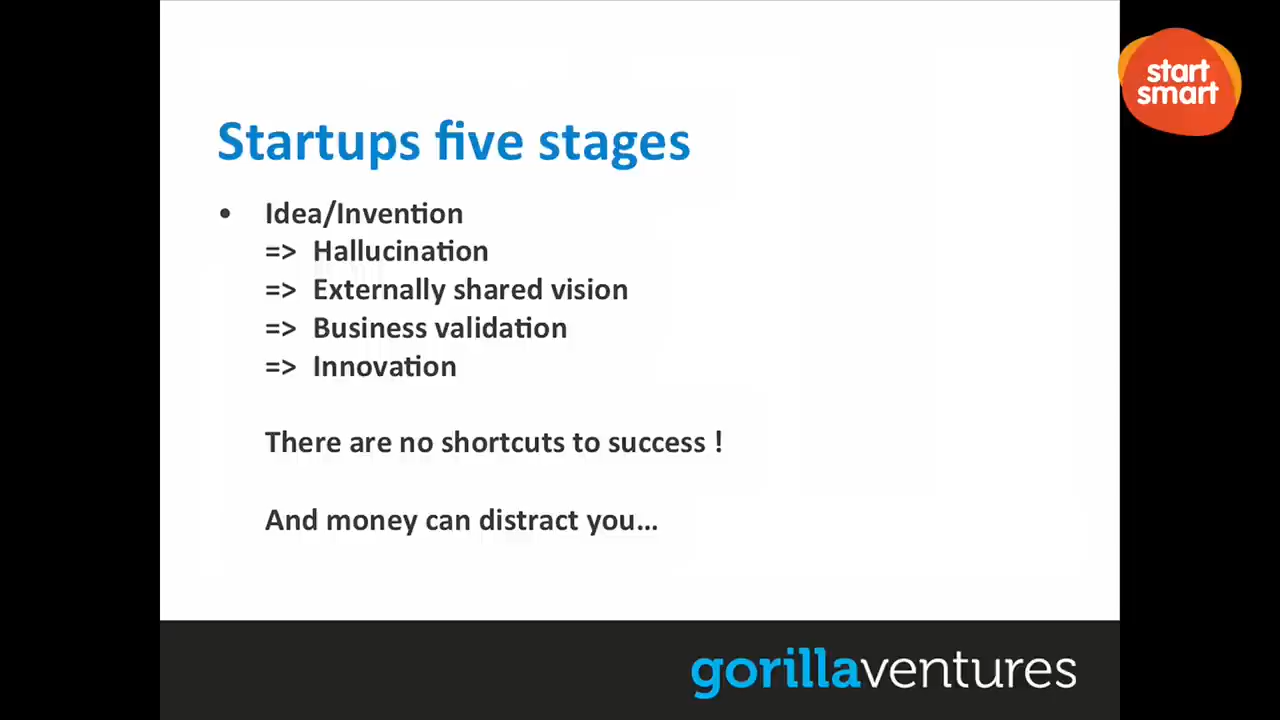 start
smart
Startups five stages
• Idea/Invention
=> Hallucination
=> Externally shared vision
=> Business validation
=> Innovation
There are no shortcuts to success !
And money can distract you...
gorillaventures